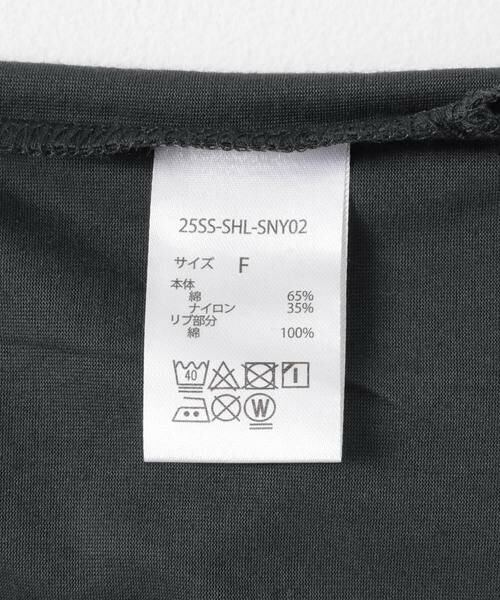 25SS-SHL-SNY02
サイズ F
本体
綿 65%
ナイロン 35%
リブ部分
綿 100%
40
W